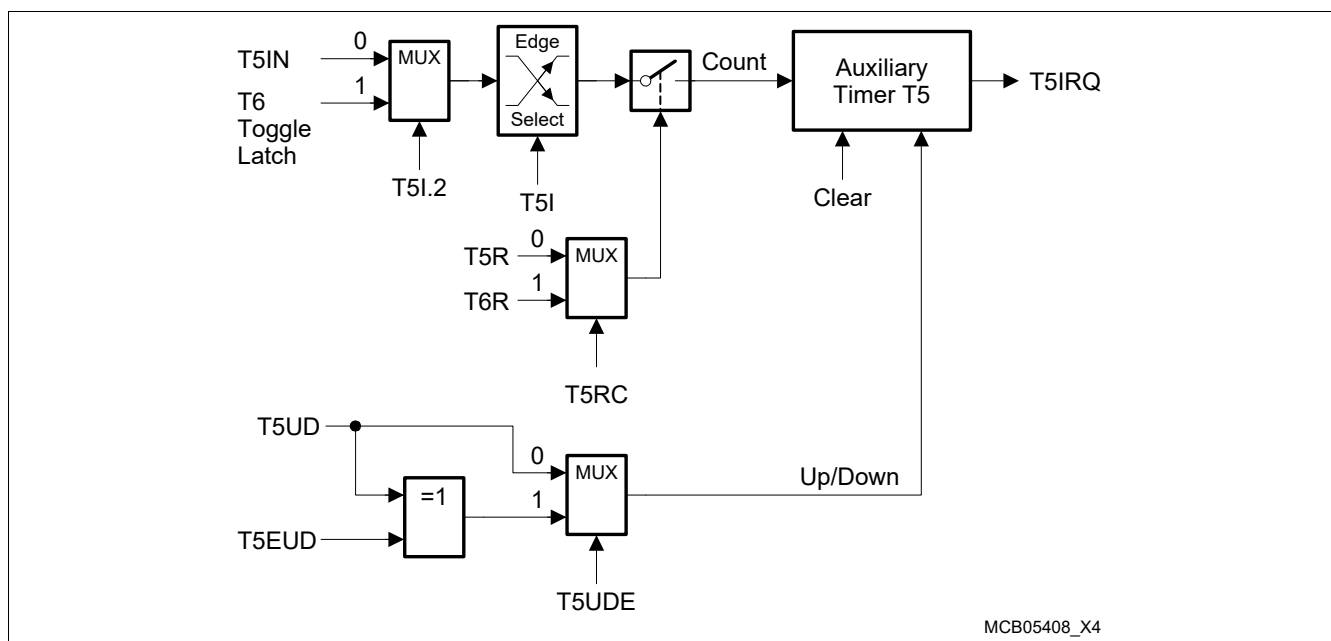 T5IN
0
T6
Toggle
Latch
1
MUX
T5I.2
Edge
Select
T5I
Count
Auxiliary
Timer T5
T5IRQ
Clear
T5R
0
T6R
1
MUX
T5RC
T5UD
0
MUX
=1
1
T5EUD
T5UDE
Up/Down
MCB05408_X4